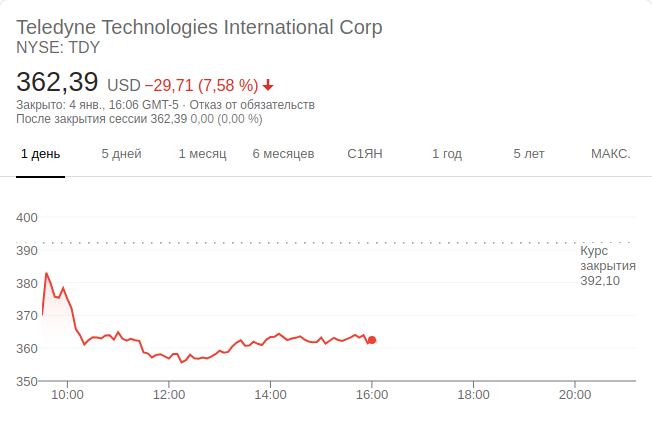 Teledyne Technologies International Corp
NYSE: TDY
362,39 USD −29,71 (7,58 %)
Закрыто: 4 янв., 16:06 GMT-5 · Отказ от обязательств
После закрытия сессии 362,39 0,00 (0,00 %)
1 день 5 дней 1 месяц 6 месяцев С1ЯН 1 год 5 лет МАКС.
400
390
380
370
360
350
Курс
закрытия
392,10
10:00 12:00 14:00 16:00 18:00 20:00